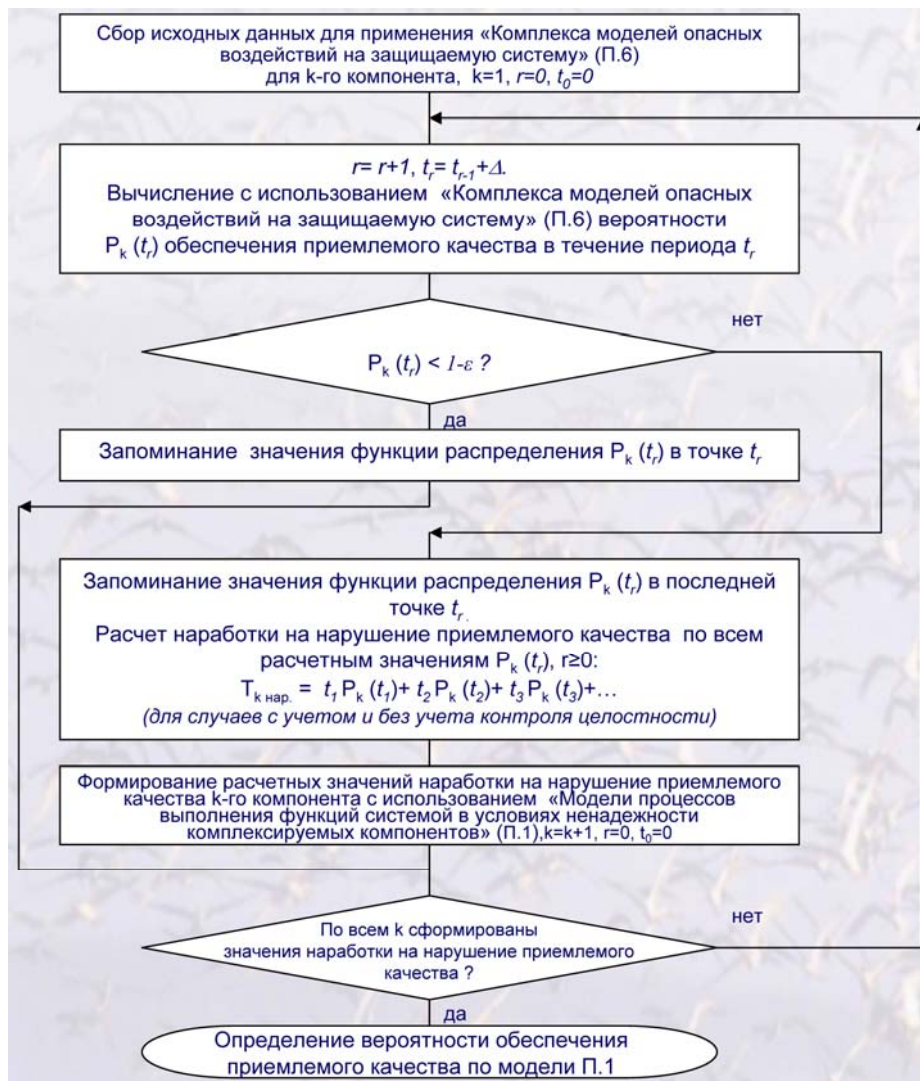 Сбор исходных данных для применения «Комплекса моделей опасных
воздействий на защищаемую систему» (П.6)
для k-го компонента, k=1, r=0, t₀=0
r= r+1, tᵣ= tᵣ₋₁+Δ.
Вычисление с использованием «Комплекса моделей опасных
воздействий на защищаемую систему» (П.6) вероятности
Pₖ (tᵣ) обеспечения приемлемого качества в течение периода tᵣ
нет
Pₖ (tᵣ) < 1-ε ?
да
Запоминание значения функции распределения Pₖ (tᵣ) в точке tᵣ
Запоминание значения функции распределения Pₖ (tᵣ) в последней
точке tᵣ .
Расчет наработки на нарушение приемлемого качества по всем
расчетным значениям Pₖ (tᵣ), r≥0:
Tₖ нар. = t₁ Pₖ (t₁)+ t₂ Pₖ (t₂)+ t₃ Pₖ (t₃)+…
(для случаев с учетом и без учета контроля целостности)
Формирование расчетных значений наработки на нарушение приемлемого
качества k-го компонента с использованием «Модели процессов
выполнения функций системой в условиях ненадежности
комплексируемых компонентов» (П.1),k=k+1, r=0, t₀=0
нет
По всем k сформированы
значения наработки на нарушение приемлемого
качества ?
да
Определение вероятности обеспечения
приемлемого качества по модели П.1